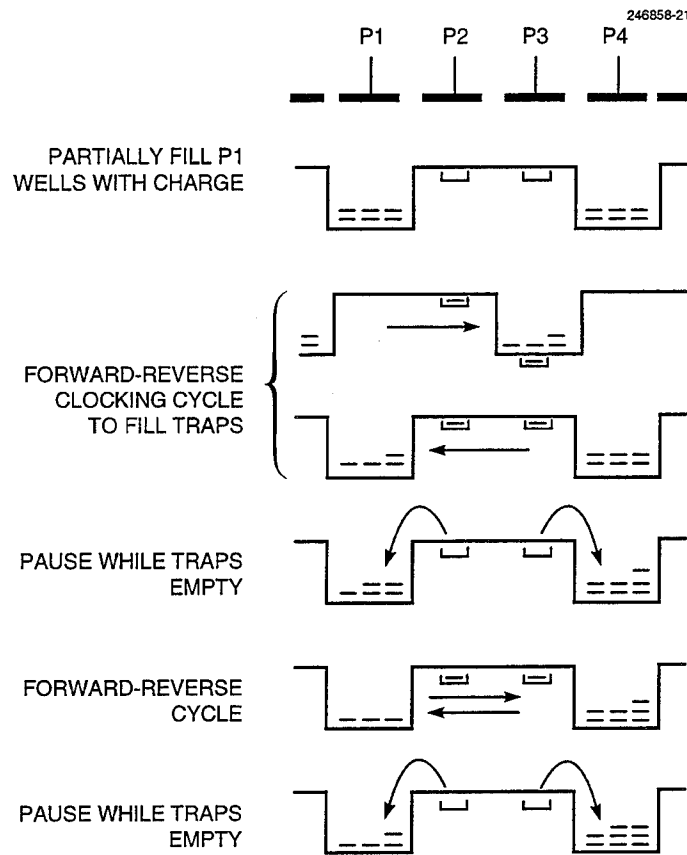 246858-21
P1 P2 P3 P4
PARTIALLY FILL P1
WELLS WITH CHARGE
FORWARD-REVERSE
CLOCKING CYCLE
TO FILL TRAPS
PAUSE WHILE TRAPS
EMPTY
FORWARD-REVERSE
CYCLE
PAUSE WHILE TRAPS
EMPTY